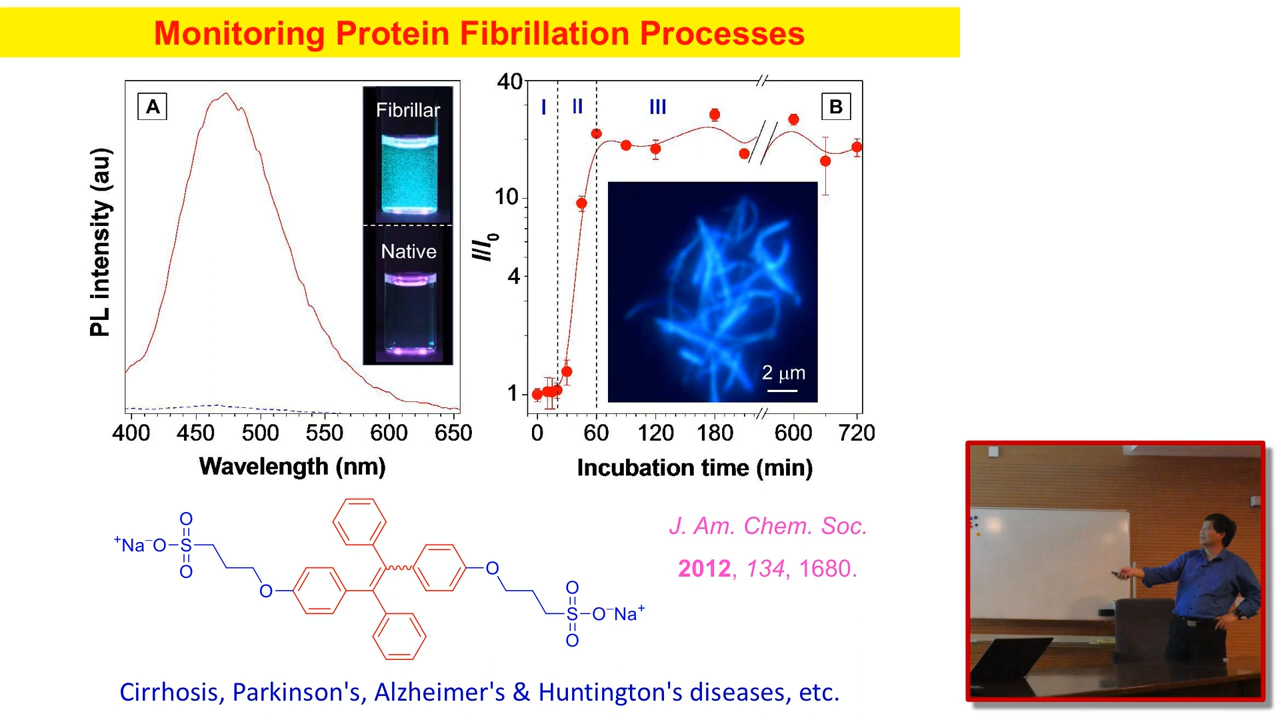 Monitoring Protein Fibrillation Processes
A
Fibrillar
Native
PL intensity (au)
400 450 500 550 600 650
Wavelength (nm)
I II III B
40
10
4
1
I/I0
2 μm
0 60 120 180 600 720
Incubation time (min)
+Na−O S O O O
O S O O−Na+ O
J. Am. Chem. Soc.
2012, 134, 1680.
Cirrhosis, Parkinson's, Alzheimer's & Huntington's diseases, etc.